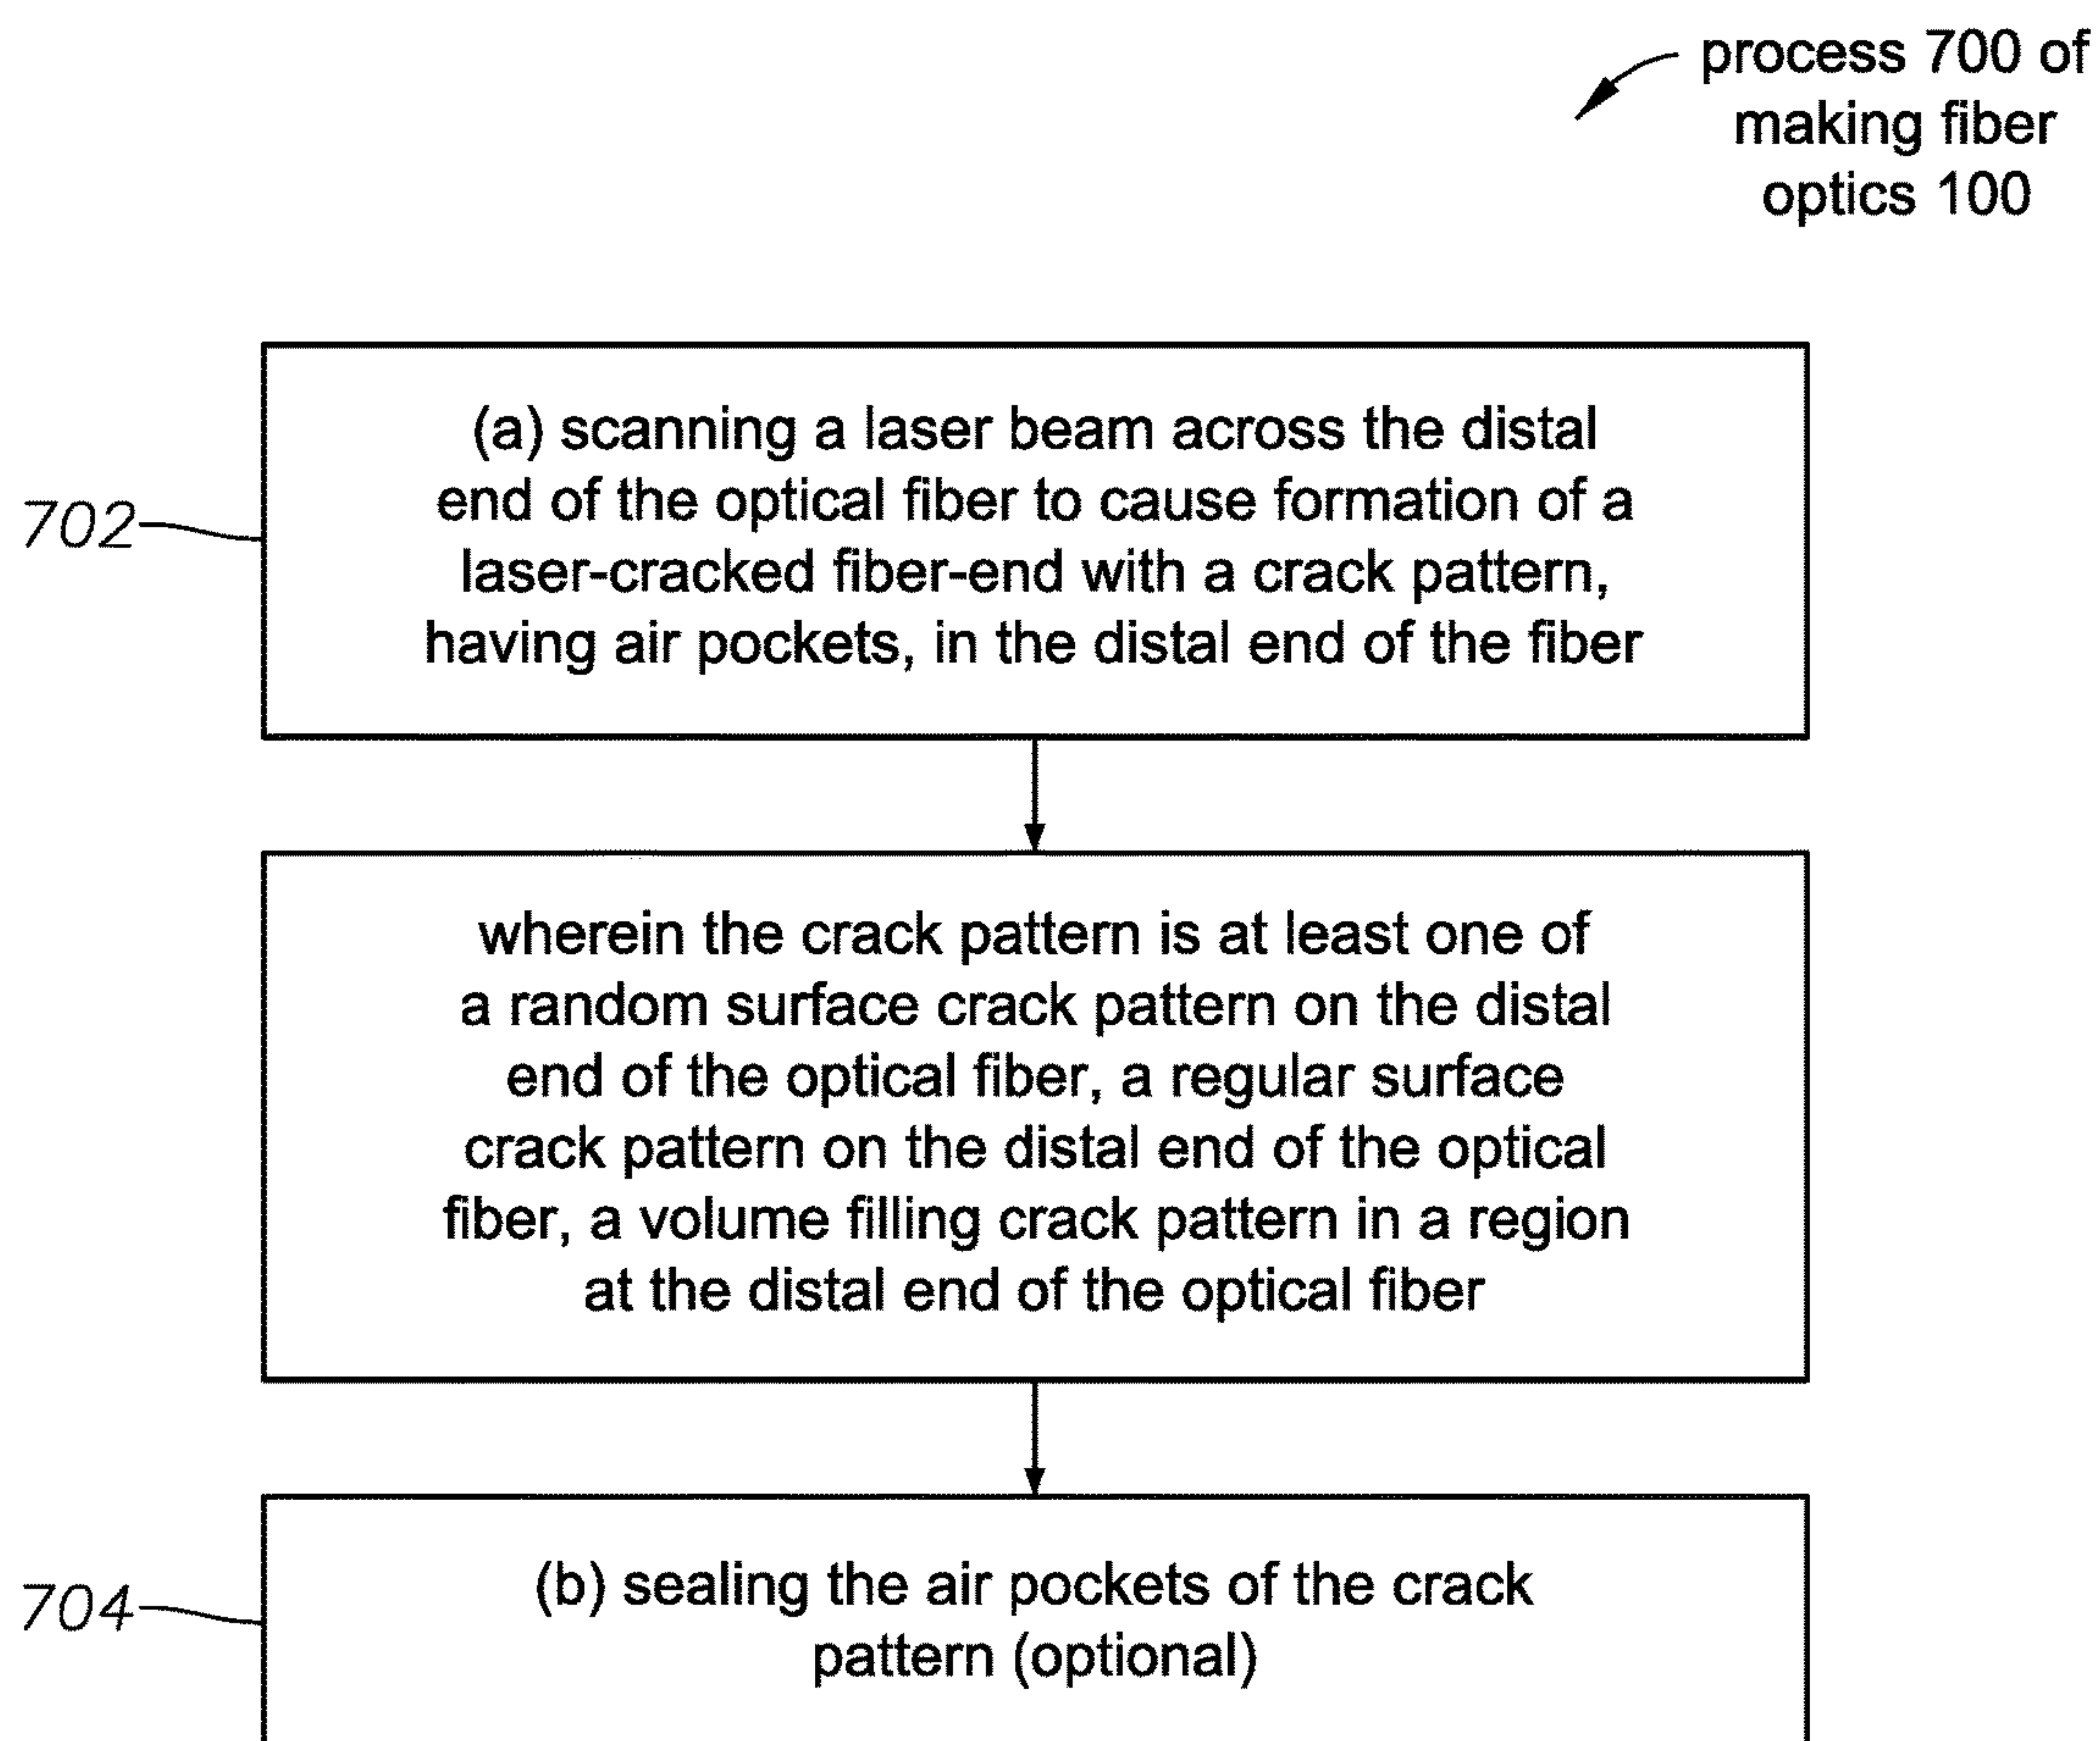 process 700 of
making fiber
optics 100
(a) scanning a laser beam across the distal
end of the optical fiber to cause formation of a
laser-cracked fiber-end with a crack pattern,
having air pockets, in the distal end of the fiber
702
wherein the crack pattern is at least one of
a random surface crack pattern on the distal
end of the optical fiber, a regular surface
crack pattern on the distal end of the optical
fiber, a volume filling crack pattern in a region
at the distal end of the optical fiber
(b) sealing the air pockets of the crack
pattern (optional)
704